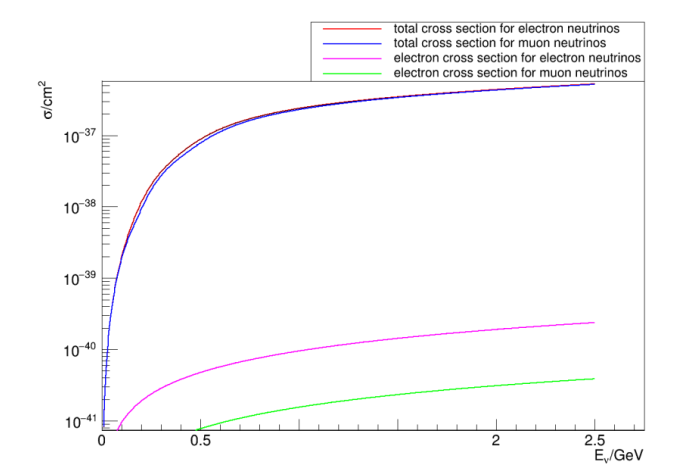 total cross section for electron neutrinos
total cross section for muon neutrinos
electron cross section for electron neutrinos
electron cross section for muon neutrinos
σ/cm²
10⁻³⁷
10⁻³⁸
10⁻³⁹
10⁻⁴⁰
10⁻⁴¹
0 0.5 2 2.5
Eᵥ/GeV